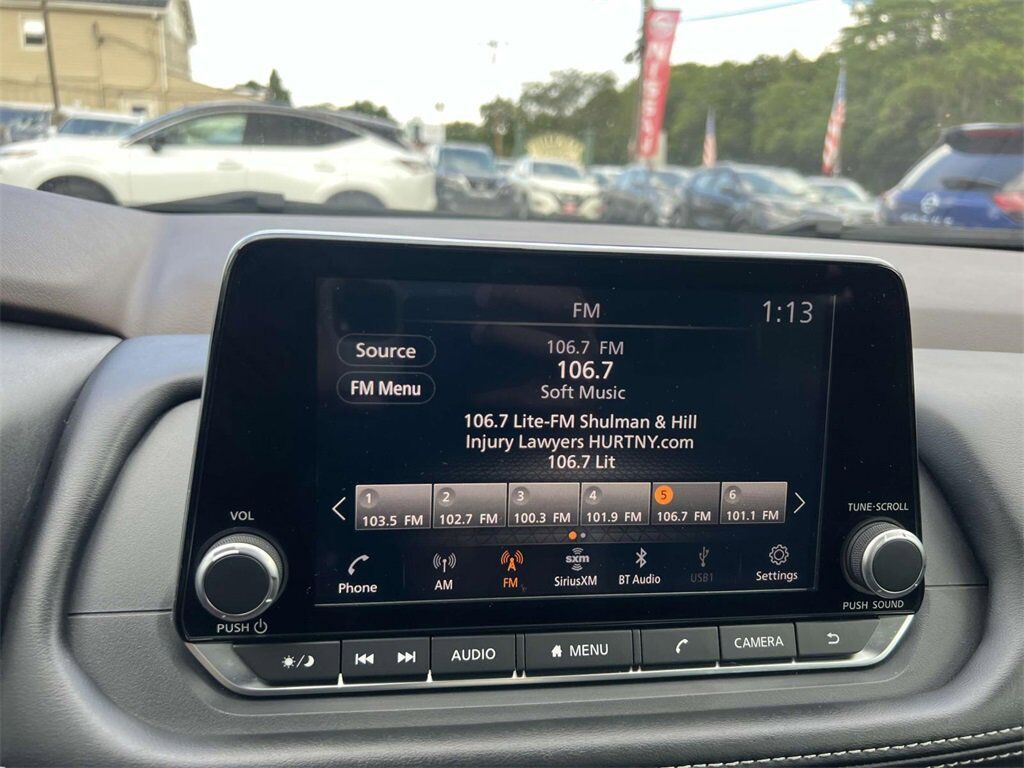 NISSAN
FM
1:13
Source
FM Menu
106.7 FM
106.7
Soft Music
106.7 Lite-FM Shulman & Hill
Injury Lawyers HURTNY.com
106.7 Lit
1 2 3 4 5 6
103.5 FM 102.7 FM 100.3 FM 101.9 FM 106.7 FM 101.1 FM
Phone AM FM sxm SiriusXM BT Audio USB1 Settings
VOL
PUSH
TUNE·SCROLL
PUSH SOUND
AUDIO MENU CAMERA